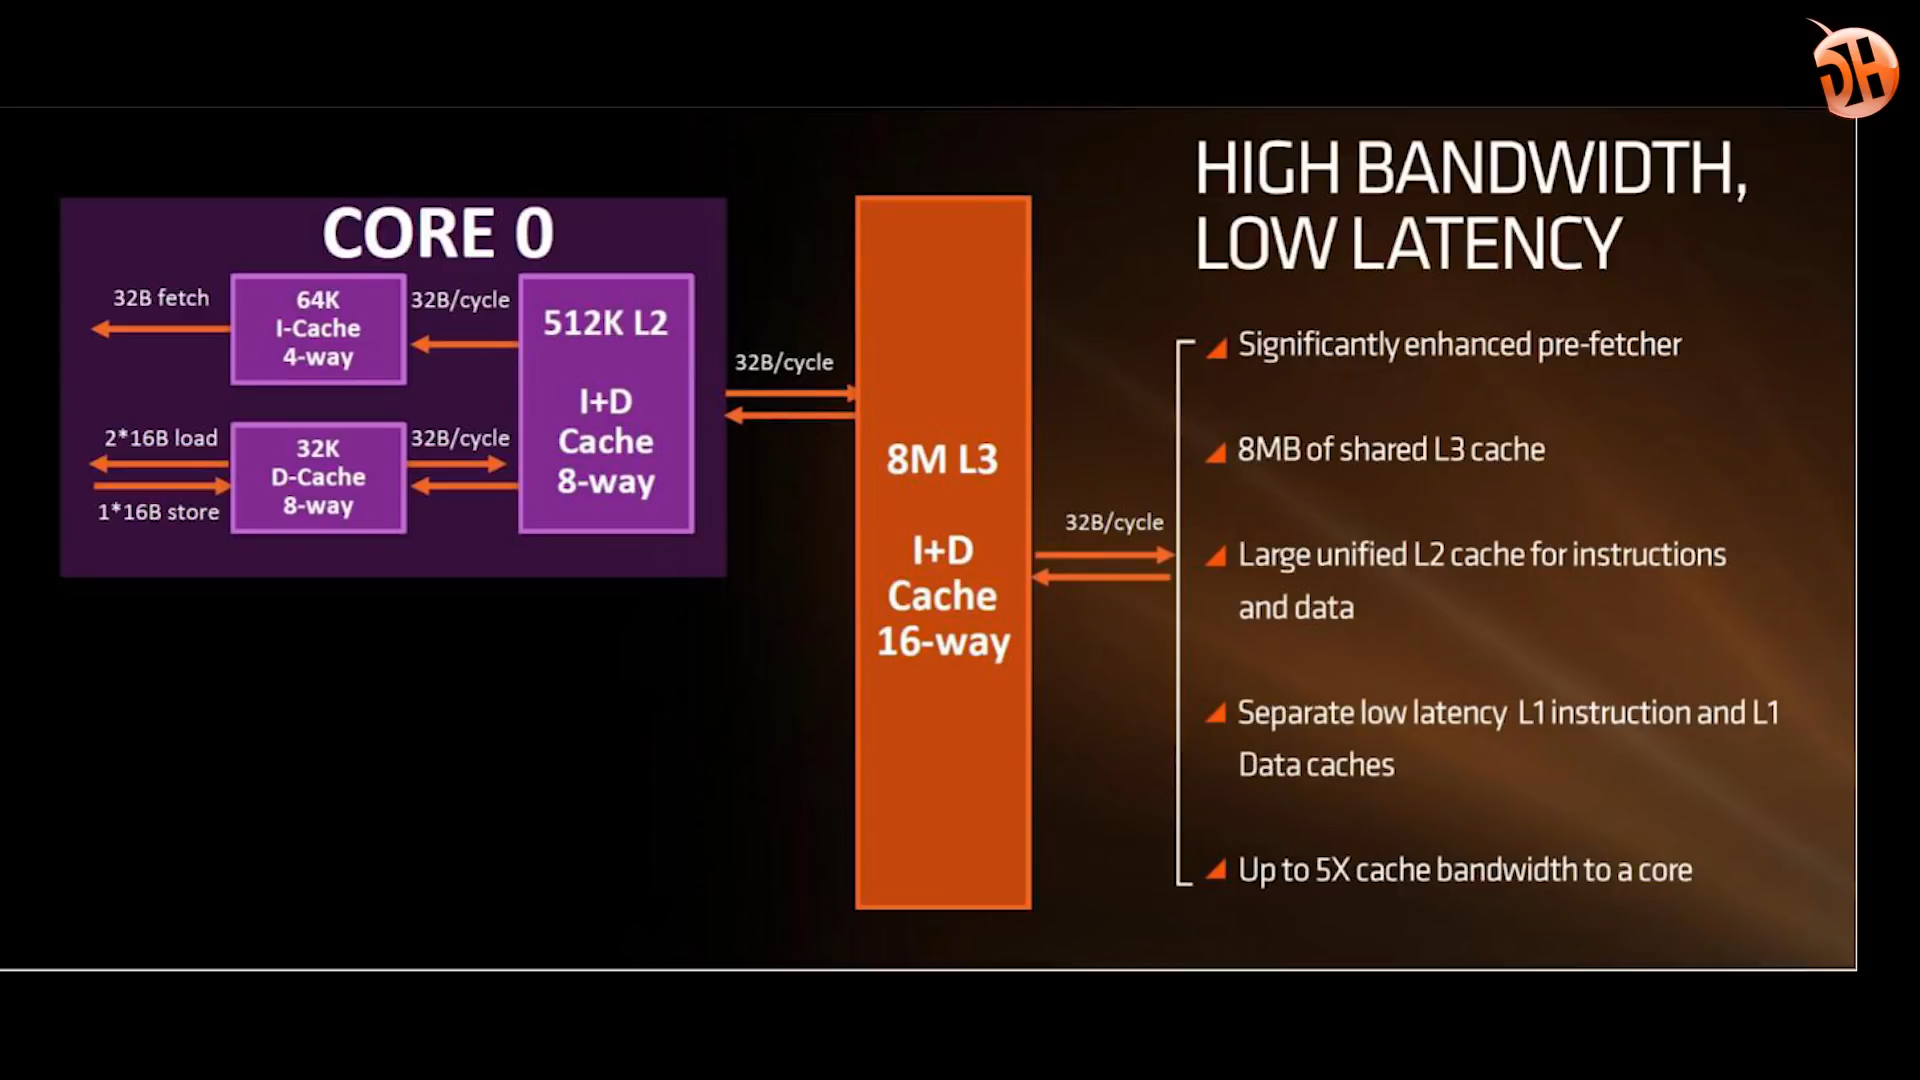 DH
HIGH BANDWIDTH,
LOW LATENCY
CORE 0
32B fetch
64K
I-Cache
4-way
32B/cycle
2*16B load
1*16B store
32K
D-Cache
8-way
32B/cycle
512K L2
I+D
Cache
8-way
32B/cycle
8M L3
I+D
Cache
16-way
32B/cycle
Significantly enhanced pre-fetcher
8MB of shared L3 cache
Large unified L2 cache for instructions
and data
Separate low latency L1 instruction and L1
Data caches
Up to 5X cache bandwidth to a core